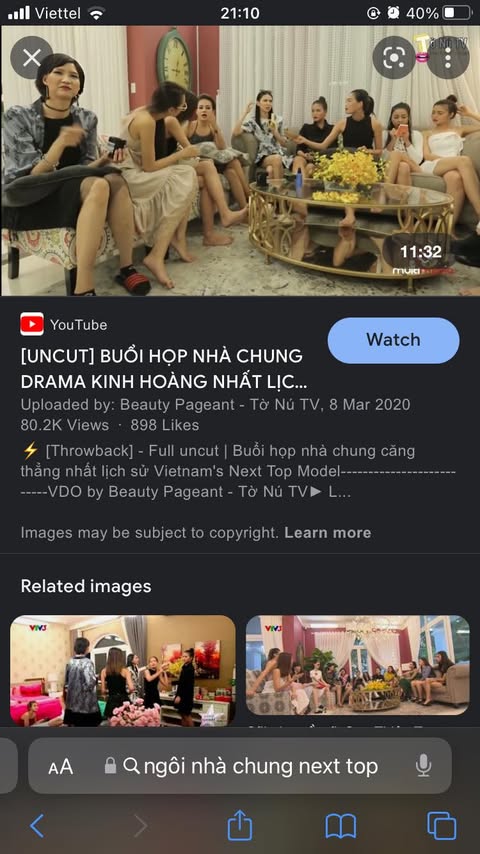 Viettel
21:10
40%
Tờ Nú TV
11:32
YouTube
Watch
[UNCUT] BUỔI HỌP NHÀ CHUNG
DRAMA KINH HOÀNG NHẤT LỊC...
Uploaded by: Beauty Pageant - Tờ Nú TV, 8 Mar 2020
80.2K Views · 898 Likes
⚡ [Throwback] - Full uncut | Buổi họp nhà chung căng
thẳng nhất lịch sử Vietnam's Next Top Model-----------------------
-----VDO by Beauty Pageant - Tờ Nú TV► L...
Images may be subject to copyright. Learn more
Related images
VTV3
VTV3
AA
ngôi nhà chung next top